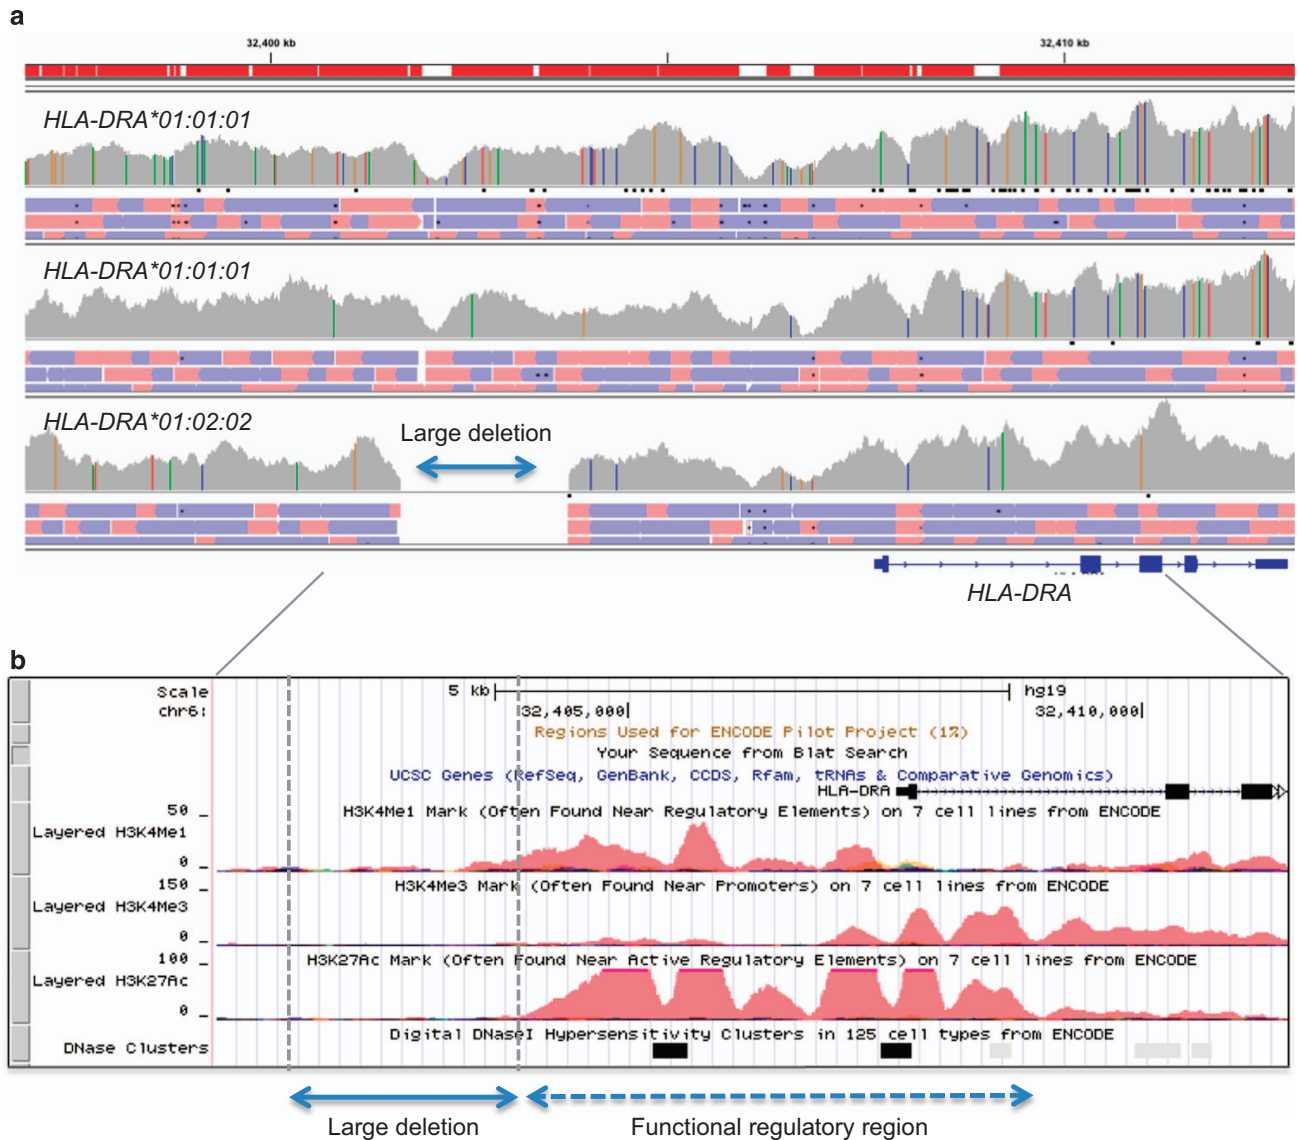 a
32,400 kb
32,410 kb
HLA-DRA*01:01:01
HLA-DRA*01:01:01
HLA-DRA*01:02:02
Large deletion
HLA-DRA
b
Scale
5 kb
hg19
chr6:
32,405,000
32,410,000
Regions Used for ENCODE Pilot Project (1%)
Your Sequence from Blat Search
UCSC Genes (RefSeq, GenBank, CCDS, Rfam, tRNAs & Comparative Genomics)
HLA-DRA
50
H3K4Me1 Mark (Often Found Near Regulatory Elements) on 7 cell lines from ENCODE
Layered H3K4Me1
0
150
H3K4Me3 Mark (Often Found Near Promoters) on 7 cell lines from ENCODE
Layered H3K4Me3
0
100
H3K27Ac Mark (Often Found Near Active Regulatory Elements) on 7 cell lines from ENCODE
Layered H3K27Ac
0
Digital DNaseI Hypersensitivity Clusters in 125 cell types from ENCODE
DNase Clusters
Large deletion
Functional regulatory region